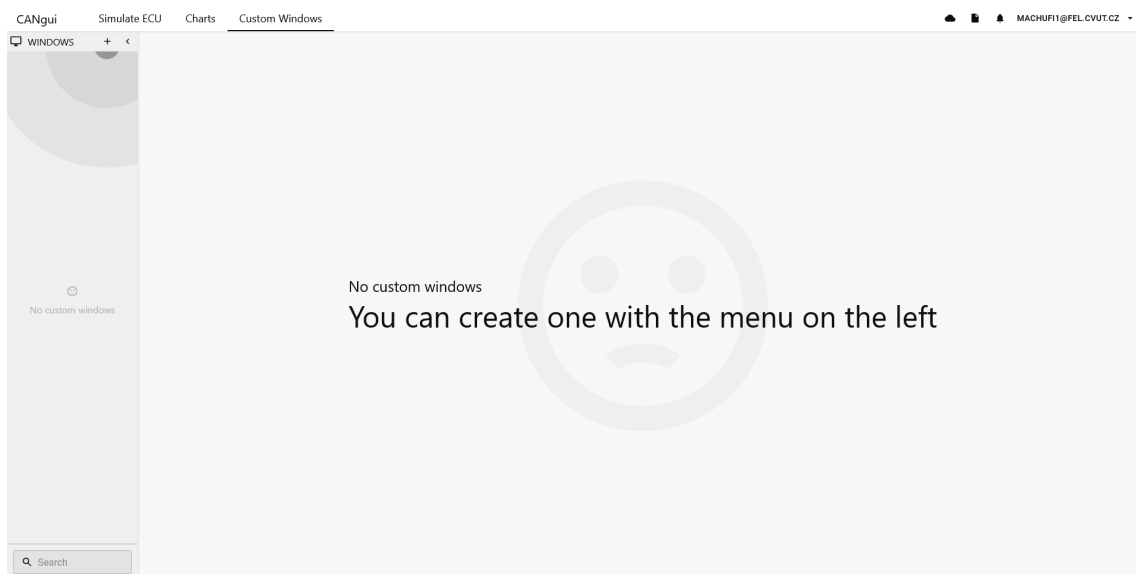 CANgui Simulate ECU Charts Custom Windows MACHUFI1@FEL.CVUT.CZ
WINDOWS
No custom windows
No custom windows
You can create one with the menu on the left
Search